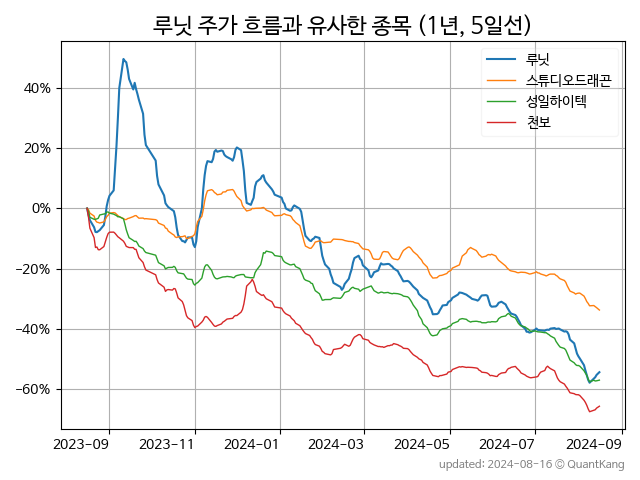 루닛 주가 흐름과 유사한 종목 (1년, 5일선)
루닛
스튜디오드래곤
성일하이텍
천보
40%
20%
0%
−20%
−40%
−60%
2023-09 2023-11 2024-01 2024-03 2024-05 2024-07 2024-09
updated: 2024-08-16 © QuantKang